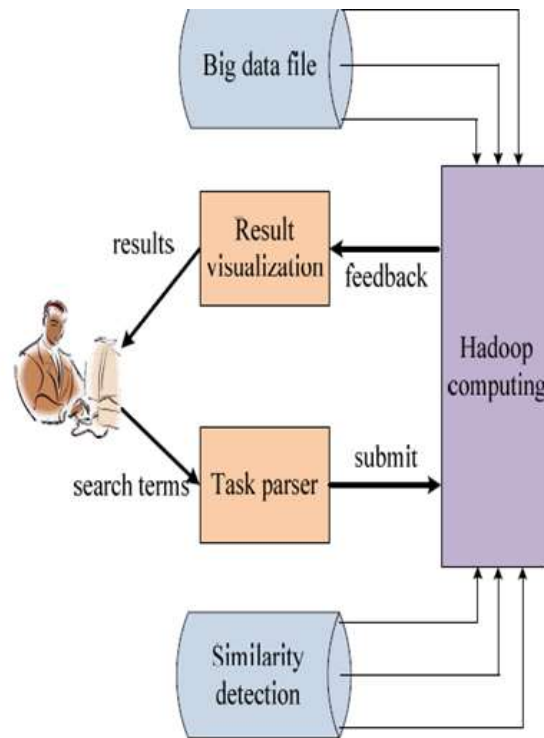 Big data file
results
Result
visualization
feedback
Hadoop
computing
search terms
Task parser
submit
Similarity
detection